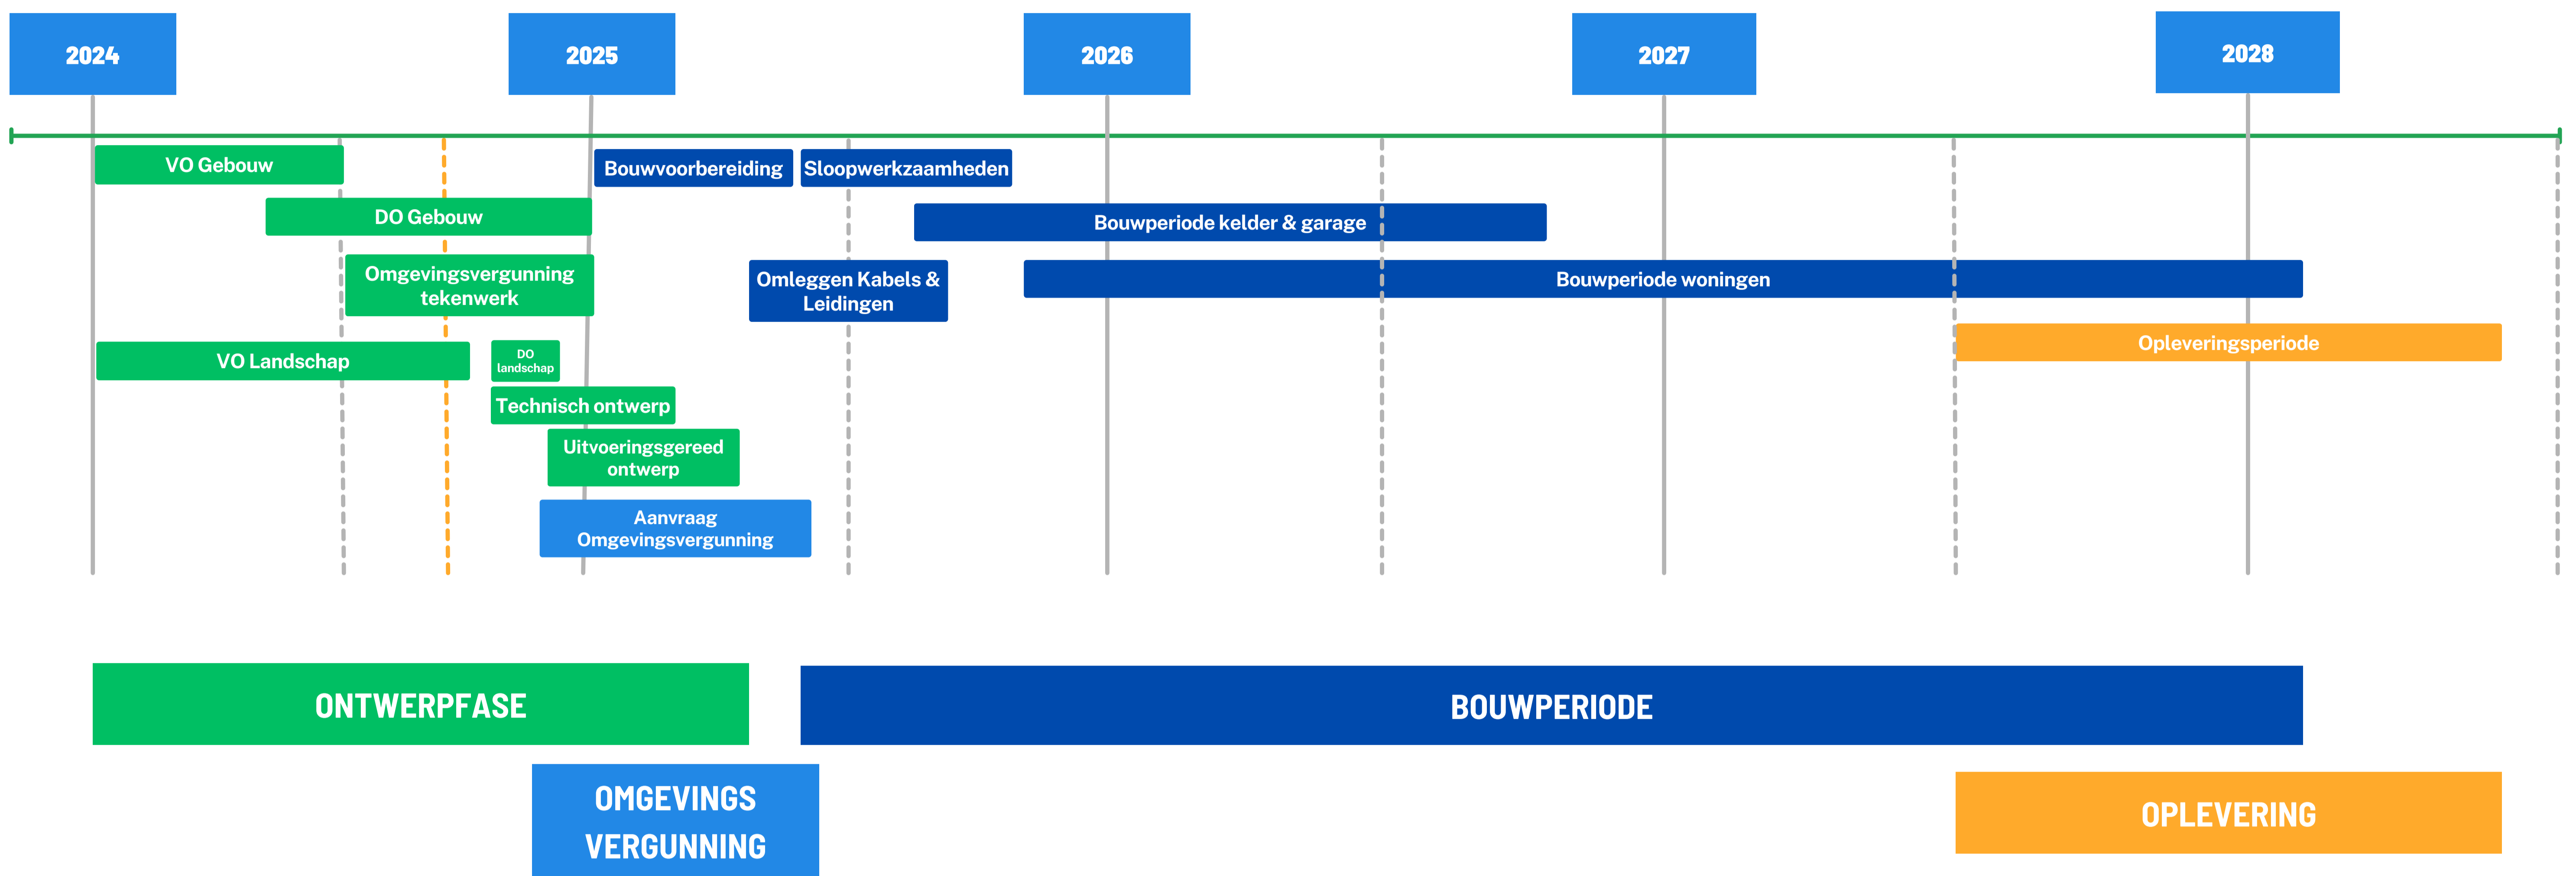 2024
2025
2026
2027
2028
VO Gebouw
Bouwvoorbereiding
Sloopwerkzaamheden
DO Gebouw
Bouwperiode kelder & garage
Omgevingsvergunning
tekenwerk
Omleggen Kabels &
Leidingen
Bouwperiode woningen
Opleveringsperiode
VO Landschap
DO
landschap
Technisch ontwerp
Uitvoeringsgereed
ontwerp
Aanvraag
Omgevingsvergunning
ONTWERPFASE
BOUWPERIODE
OMGEVINGS
VERGUNNING
OPLEVERING